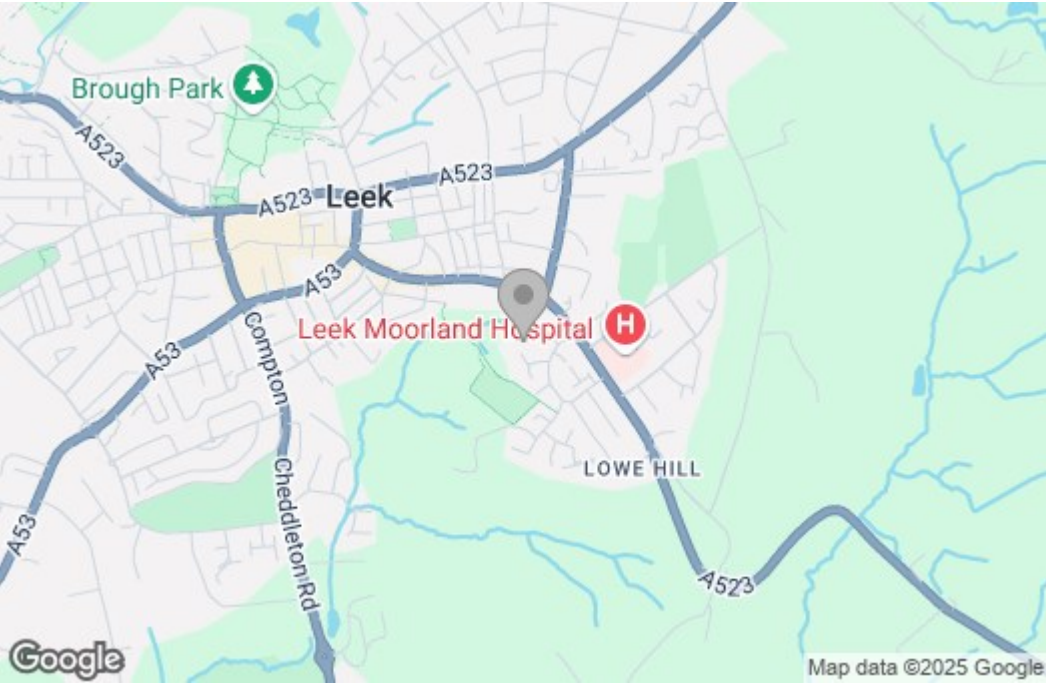 Brough Park
A523
A523
A523
Leek
A53
Leek Moorland Hospital
H
Compton
A53
LOWE HILL
Cheddleton Rd
A53
A523
Google
Map data ©2025 Google